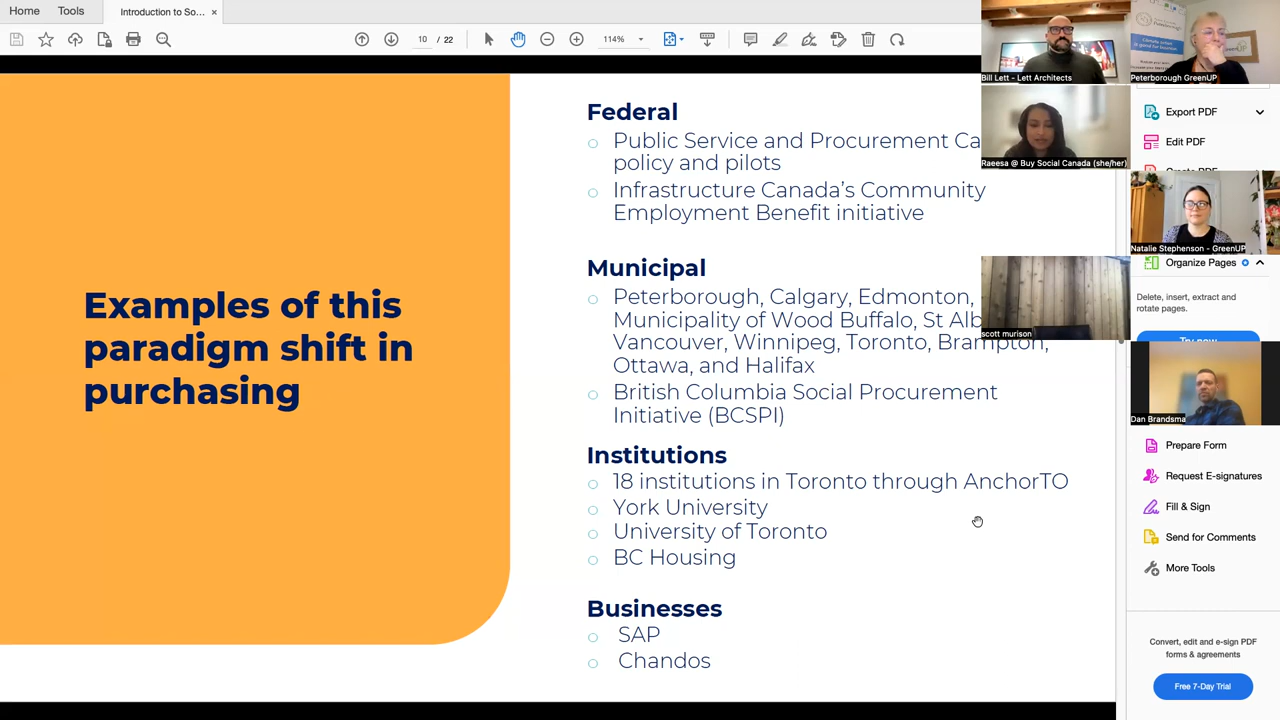 Home
Tools
Introduction to So...
10 / 22
114%
Examples of this
paradigm shift in
purchasing
Federal
Public Service and Procurement Ca
policy and pilots
Infrastructure Canada's Community
Employment Benefit initiative
Municipal
Peterborough, Calgary, Edmonton,
Municipality of Wood Buffalo, St Alb
Vancouver, Winnipeg, Toronto, Brampton,
Ottawa, and Halifax
British Columbia Social Procurement
Initiative (BCSPI)
Institutions
18 institutions in Toronto through AnchorTO
York University
University of Toronto
BC Housing
Businesses
SAP
Chandos
Bill Lett - Lett Architects
Peterborough GreenUP
Raeesa @ Buy Social Canada (she/her)
Natalie Stephenson - GreenUP
scott murison
Dan Brandsma
Export PDF
Edit PDF
Create PDF
Organize Pages
Delete, insert, extract and
rotate pages.
Try now
Prepare Form
Request E-signatures
Fill & Sign
Send for Comments
More Tools
Convert, edit and e-sign PDF
forms & agreements
Free 7-Day Trial